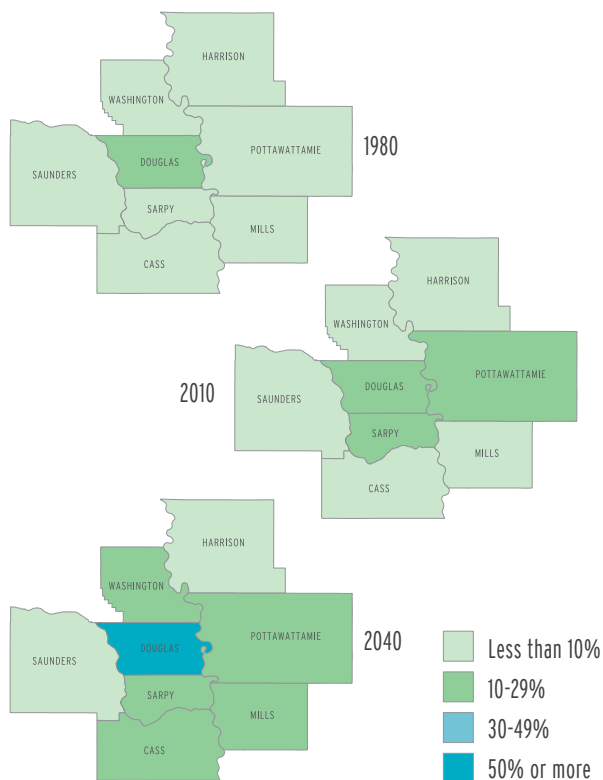 HARRISON
WASHINGTON
POTTAWATTAMIE
1980
DOUGLAS
SAUNDERS
SARPY
MILLS
CASS
HARRISON
WASHINGTON
POTTAWATTAMIE
2010
DOUGLAS
SAUNDERS
SARPY
MILLS
CASS
HARRISON
WASHINGTON
POTTAWATTAMIE
2040
DOUGLAS
SAUNDERS
SARPY
MILLS
CASS
Less than 10%
10-29%
30-49%
50% or more